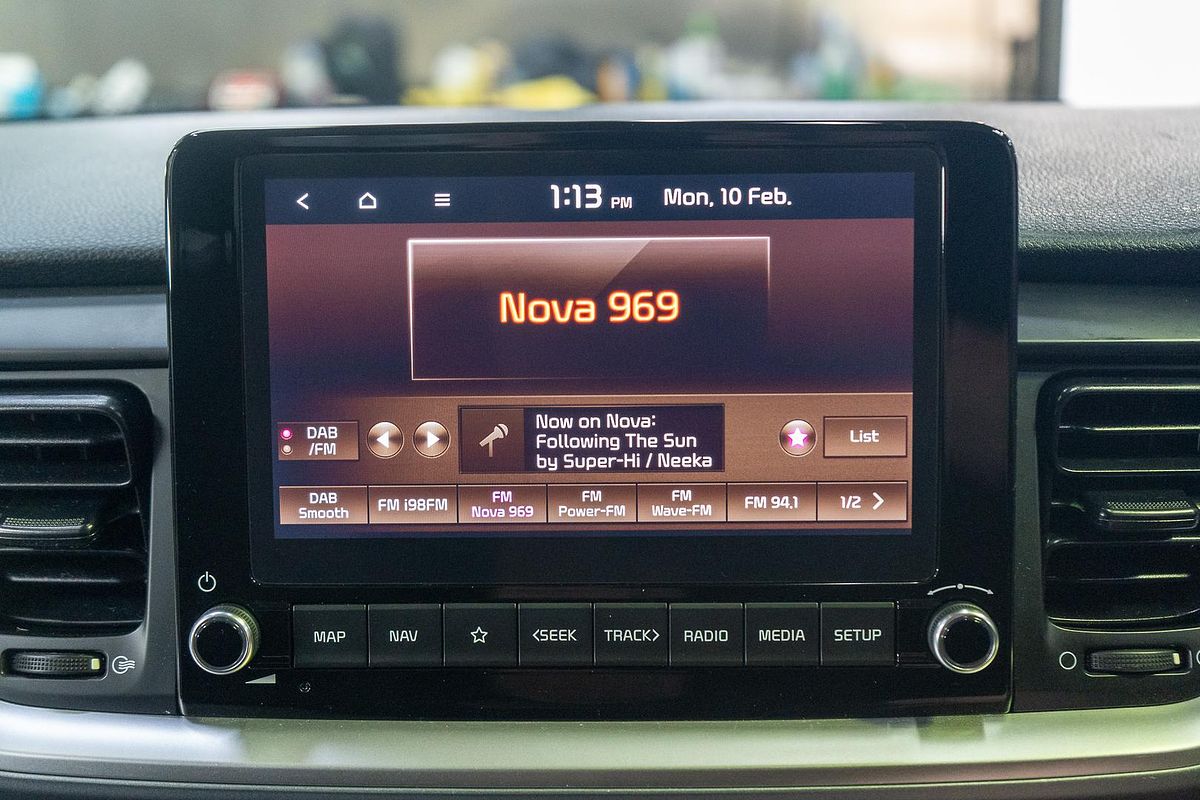 1:13 PM Mon, 10 Feb.
Nova 969
DAB
/FM
Now on Nova:
Following The Sun
by Super-Hi / Neeka
List
DAB
Smooth
FM i98FM
FM
Nova 969
FM
Power-FM
FM
Wave-FM
FM 94.1
1/2 >
MAP
NAV
<SEEK
TRACK>
RADIO
MEDIA
SETUP